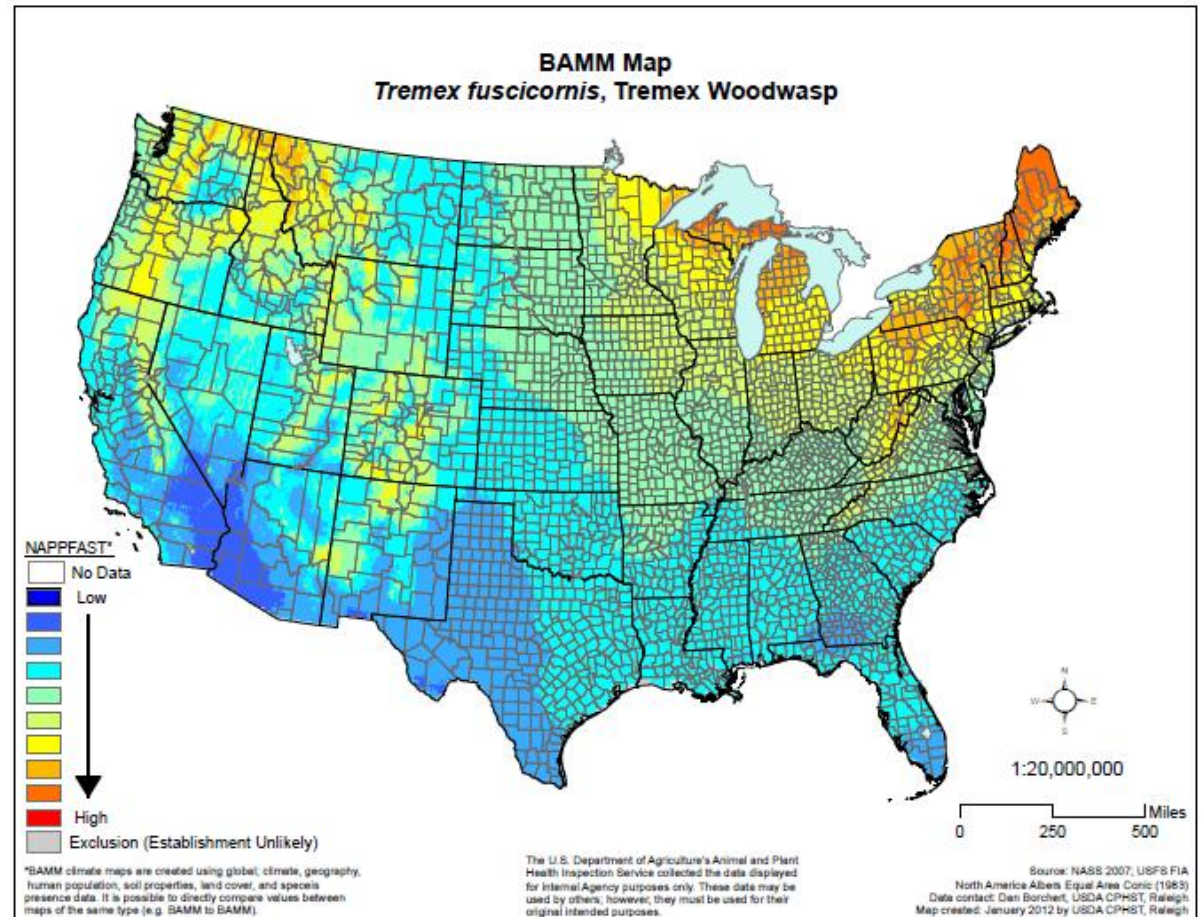 BAMM Map
Tremex fuscicornis, Tremex Woodwasp
NAPPFAST*
No Data
Low
High
Exclusion (Establishment Unlikely)
*BAMM climate maps are created using global; climate, geography,
human population, soil properties, land cover, and speceis
presence data. It is possible to directly compare values between
maps of the same type (e.g. BAMM to BAMM).
The U.S. Department of Agriculture's Animal and Plant
Health Inspection Service collected the data displayed
for internal Agency purposes only. These data may be
used by others; however, they must be used for their
original intended purposes.
N
W
E
S
1:20,000,000
Miles
0 250 500
Source: NASS 2007; USFS FIA
North America Albers Equal Area Conic (1983)
Data contact: Dan Borchert, USDA CPHST, Raleigh
Map created: January 2012 by USDA CPHST, Raleigh